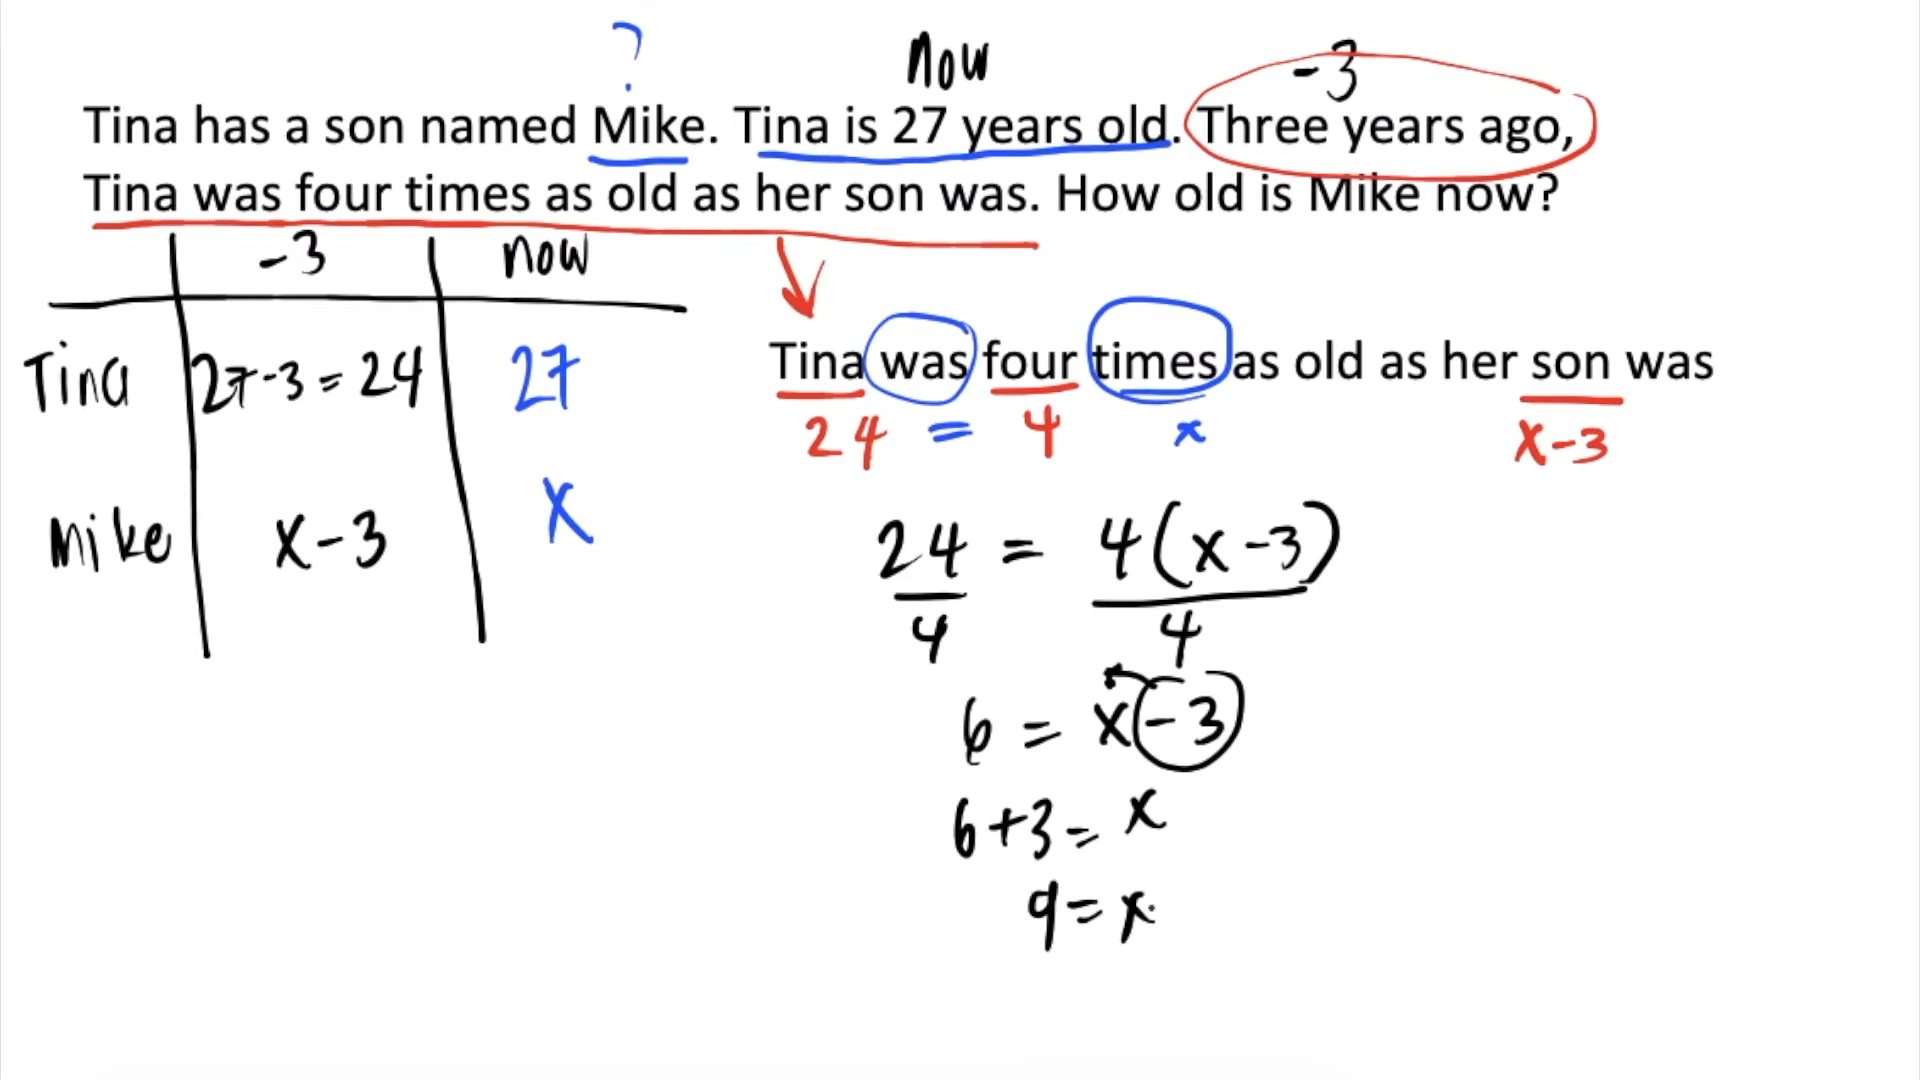 ?
now
-3
Tina has a son named Mike. Tina is 27 years old. Three years ago,
Tina was four times as old as her son was. How old is Mike now?
-3 now
Tina 27-3=24 27
Mike x-3 x
Tina was four times as old as her son was
24 = 4 x x-3
24 = 4(x-3)
4 4
6 = x-3
6+3= x
9=x